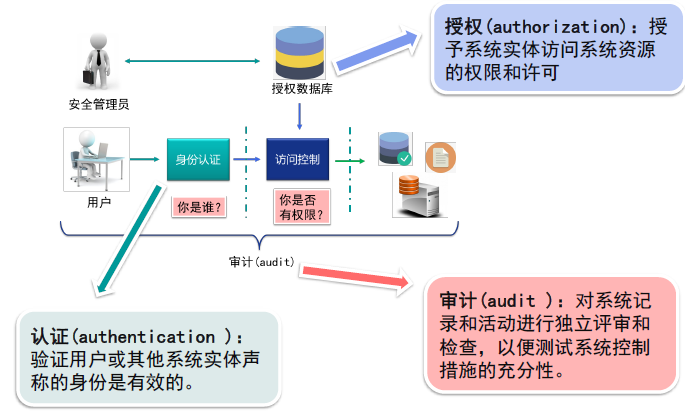 授权(authorization)：授
予系统实体访问系统资源
的权限和许可
安全管理员
授权数据库
身份认证
访问控制
用户
你是谁?
你是否
有权限?
审计(audit)
认证(authentication )：
验证用户或其他系统实体声
称的身份是有效的。
审计(audit )：对系统记
录和活动进行独立评审和
检查，以便测试系统控制
措施的充分性。